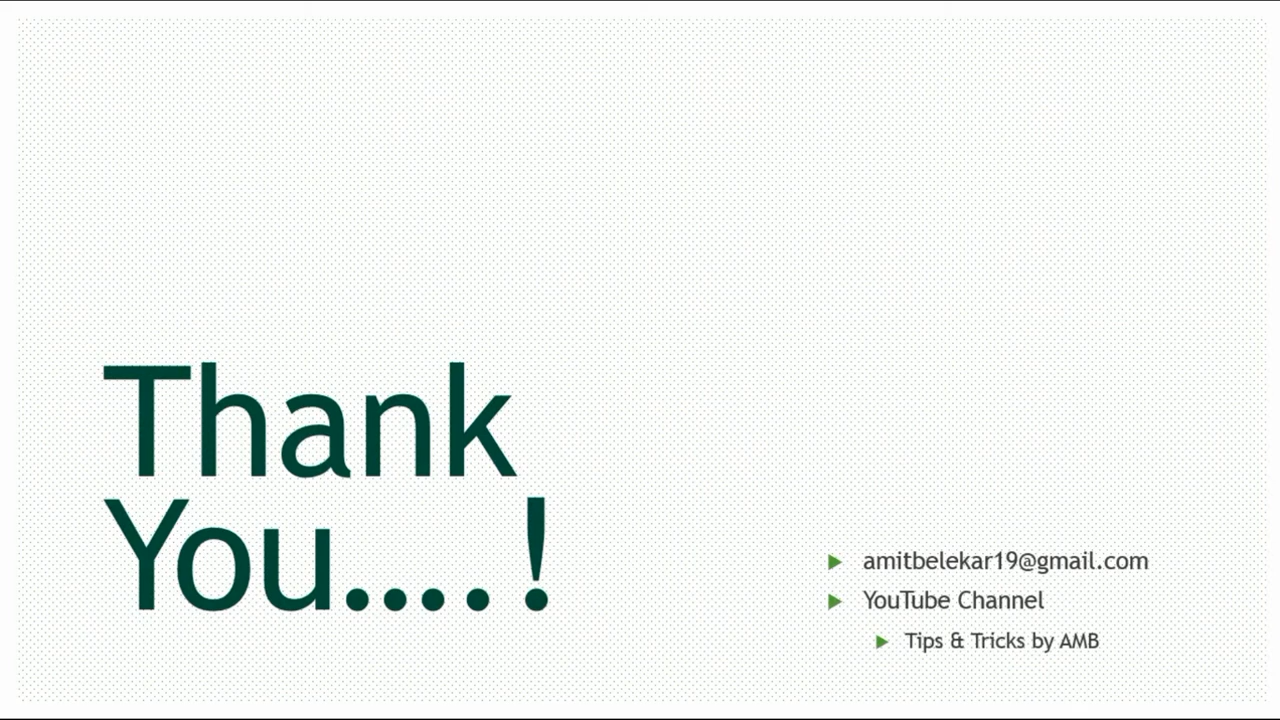 Thank
You....!
amitbelekar19@gmail.com
YouTube Channel
Tips & Tricks by AMB